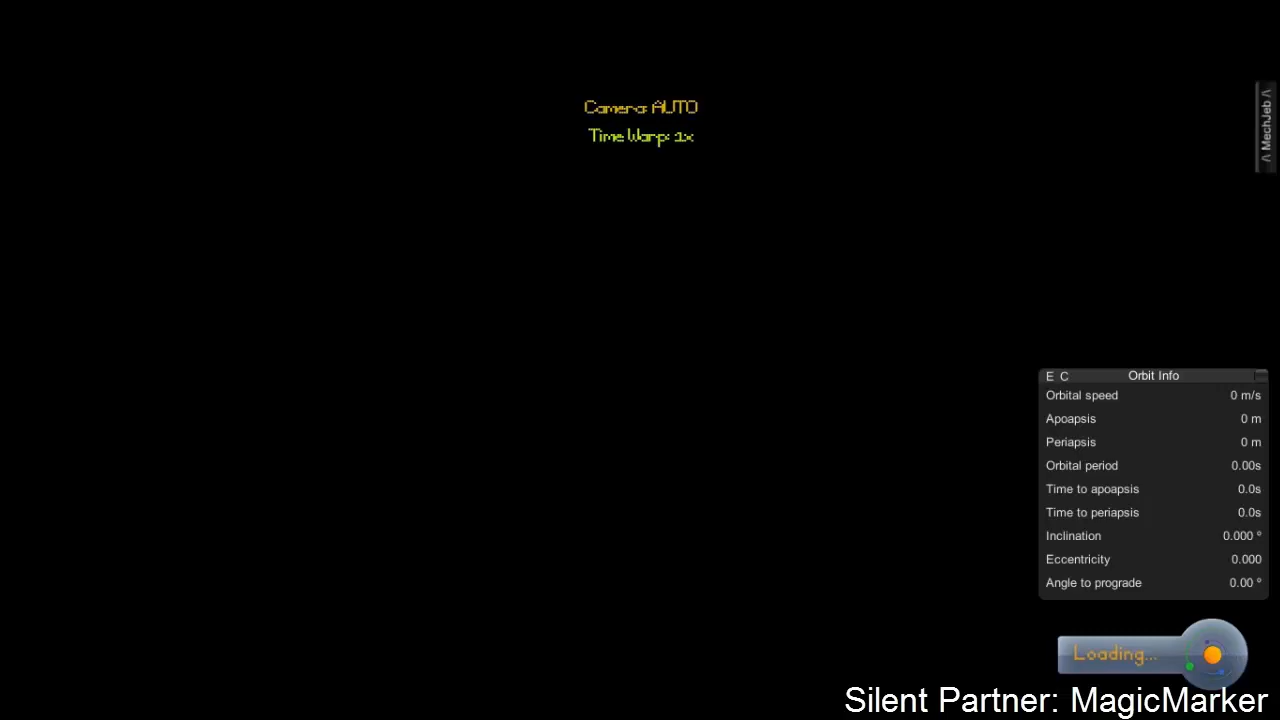 Camera: AUTO
Time Warp: 1x
/\ MechJeb /\
E C Orbit Info
Orbital speed 0 m/s
Apoapsis 0 m
Periapsis 0 m
Orbital period 0.00s
Time to apoapsis 0.0s
Time to periapsis 0.0s
Inclination 0.000 º
Eccentricity 0.000
Angle to prograde 0.00 º
Loading...
Silent Partner: MagicMarker